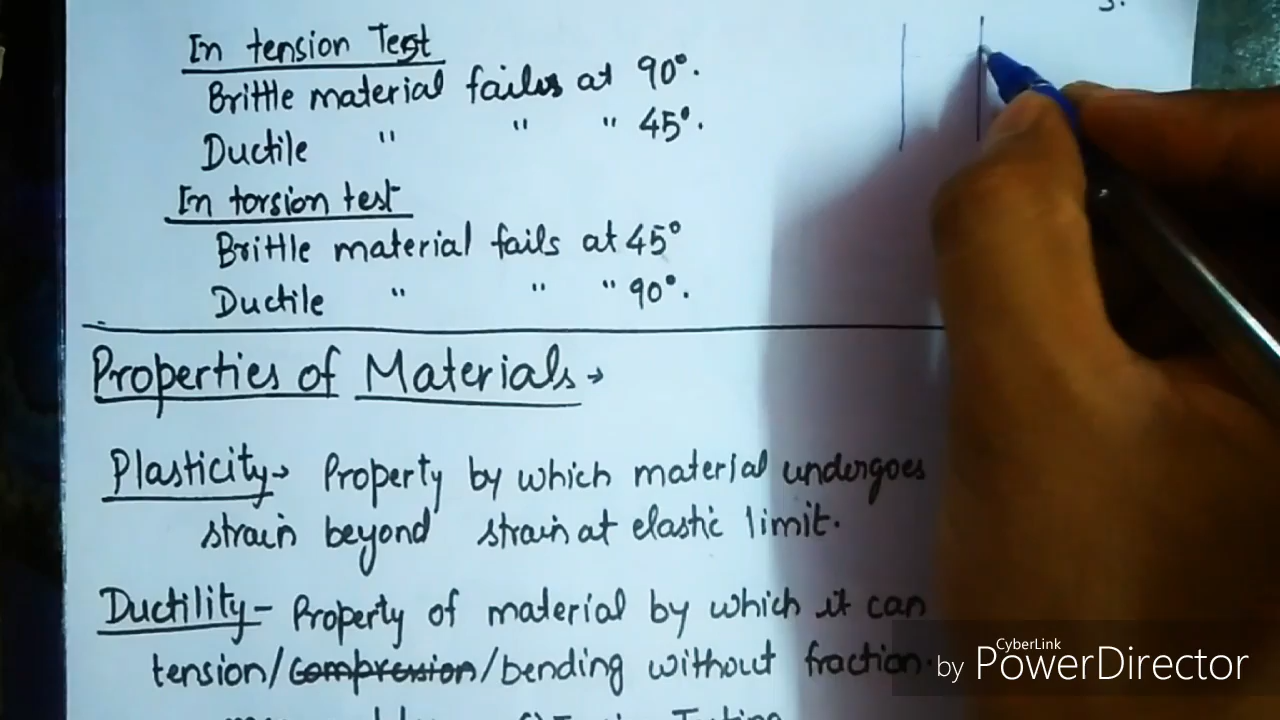 In tension Test
Brittle material fails at 90°.
Ductile " " " 45°.
In torsion test
Brittle material fails at 45°
Ductile " " " 90°.
Properties of Materials →
Plasticity → Property by which material undergoes
strain beyond strain at elastic limit.
Ductility - Property of material by which it can
tension/compression/bending without fraction.
CyberLink
by PowerDirector